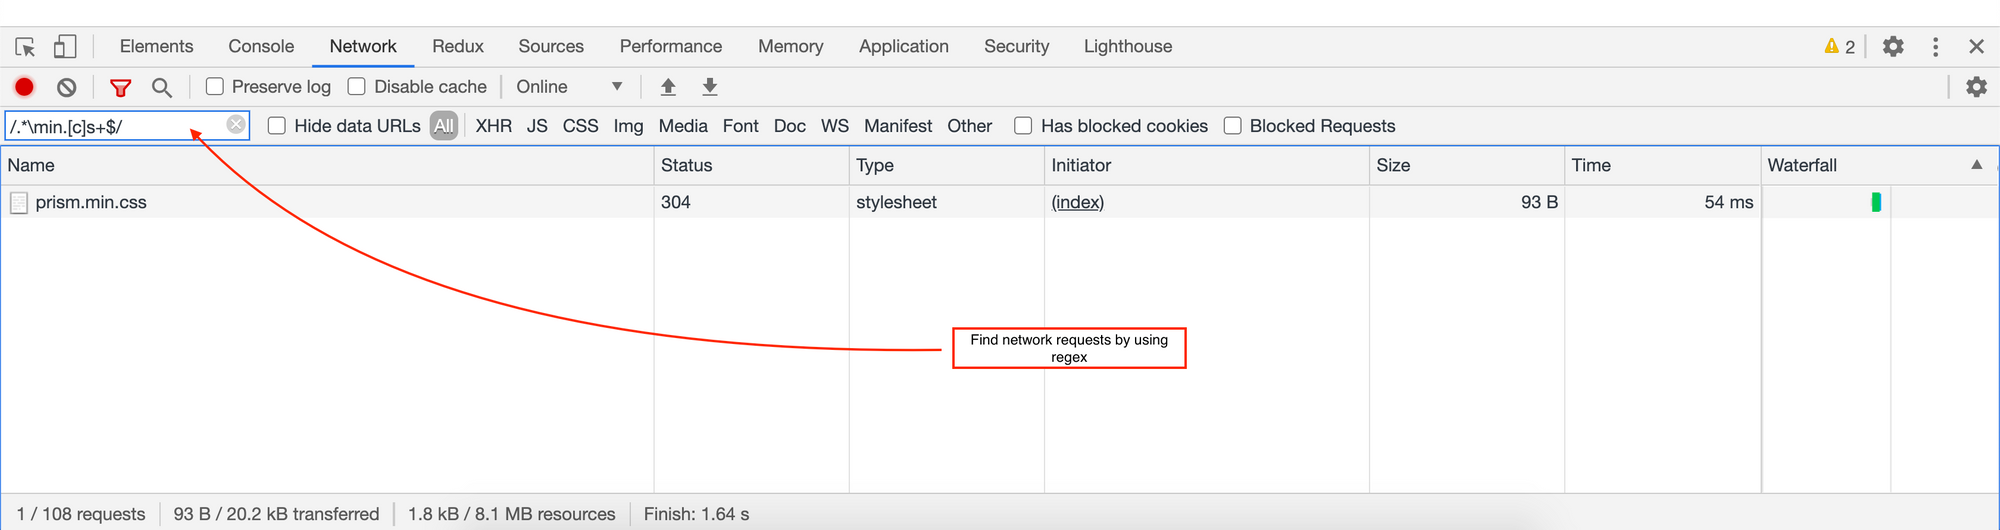 Elements Console Network Redux Sources Performance Memory Application Security Lighthouse 2
Preserve log Disable cache Online
/.*\min.[c]s+$/ Hide data URLs All XHR JS CSS Img Media Font Doc WS Manifest Other Has blocked cookies Blocked Requests
Name Status Type Initiator Size Time Waterfall
prism.min.css 304 stylesheet (index) 93 B 54 ms
Find network requests by using
regex
1 / 108 requests 93 B / 20.2 kB transferred 1.8 kB / 8.1 MB resources Finish: 1.64 s